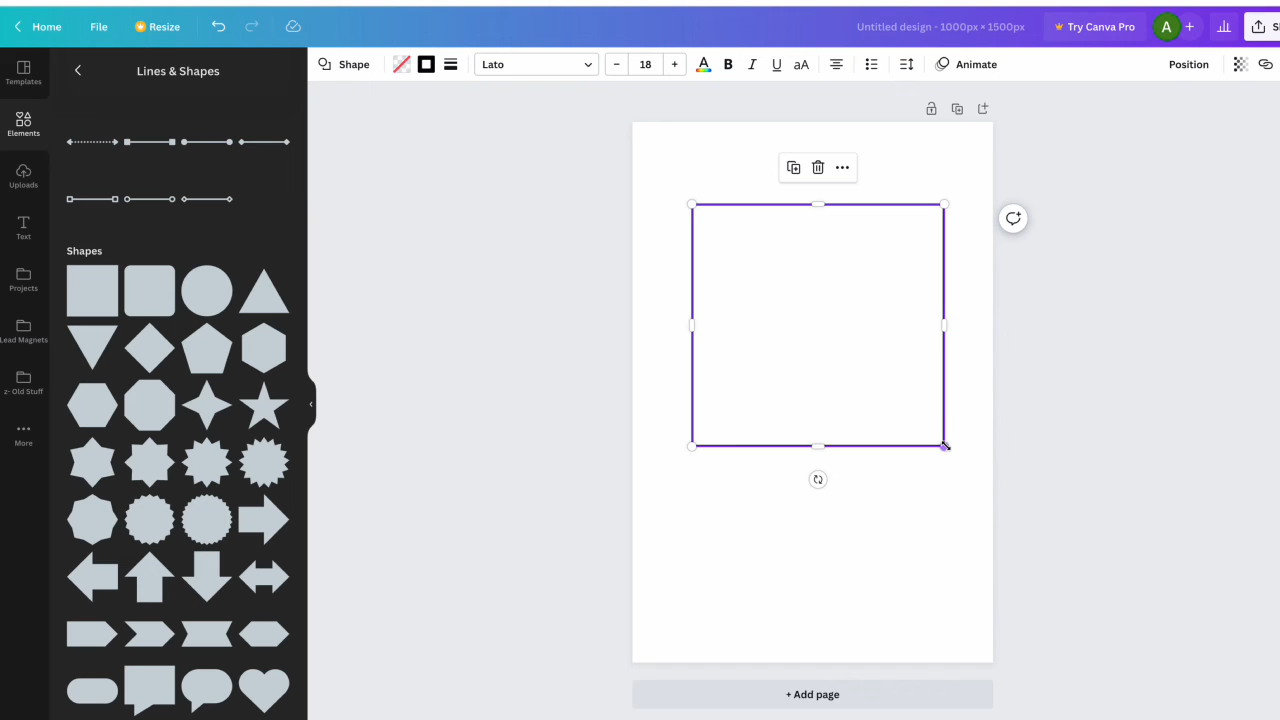 Home
File
Resize
Untitled design - 1000px × 1500px
Try Canva Pro
A
Templates
Elements
Uploads
Text
Projects
Lead Magnets
z- Old Stuff
More
Lines & Shapes
Shapes
Shape
Lato
18
A
B
I
U
aA
Animate
Position
+ Add page